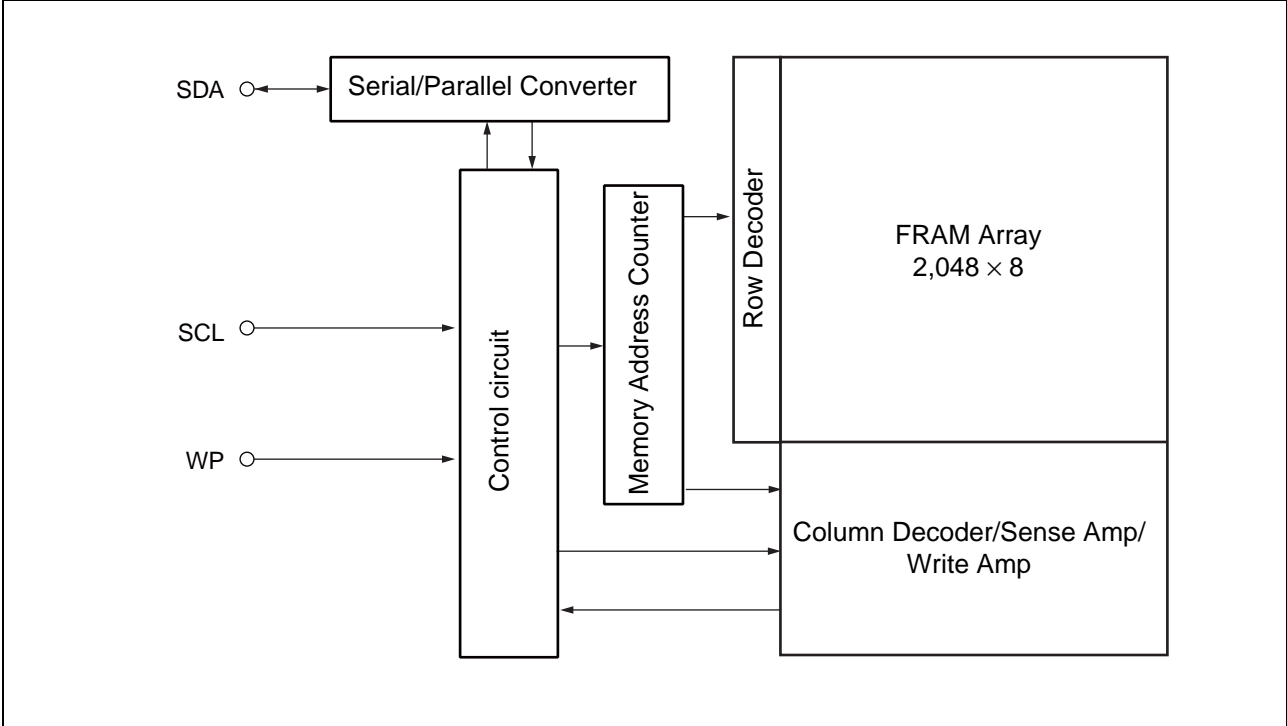 SDA
Serial/Parallel Converter
SCL
WP
Control circuit
Memory Address Counter
Row Decoder
FRAM Array
2,048 × 8
Column Decoder/Sense Amp/
Write Amp